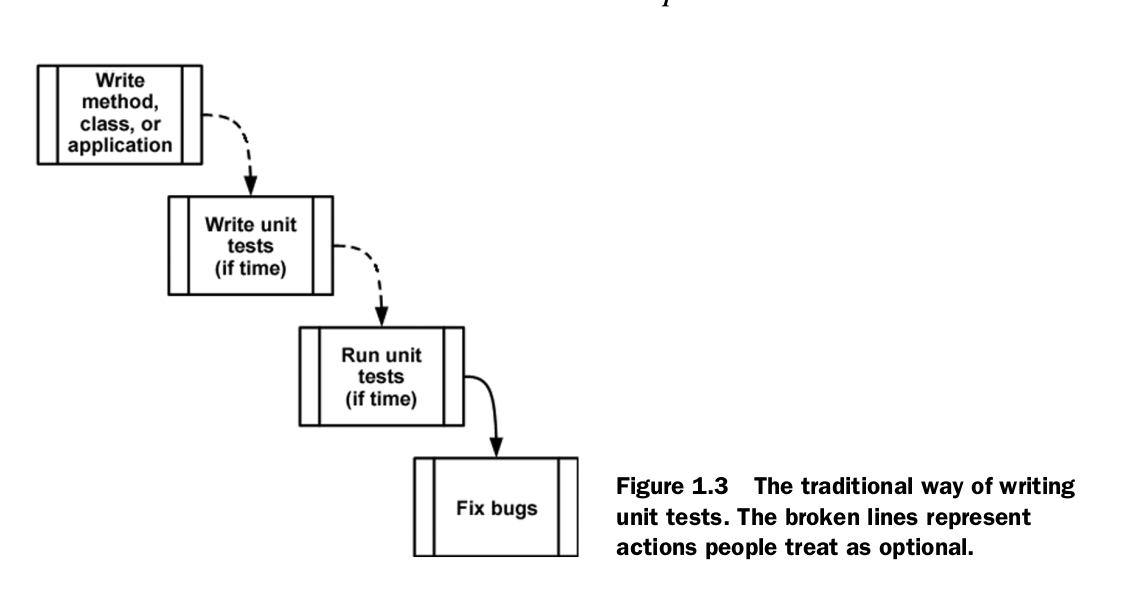 Write
method,
class, or
application
Write unit
tests
(if time)
Run unit
tests
(if time)
Fix bugs
Figure 1.3 The traditional way of writing
unit tests. The broken lines represent
actions people treat as optional.